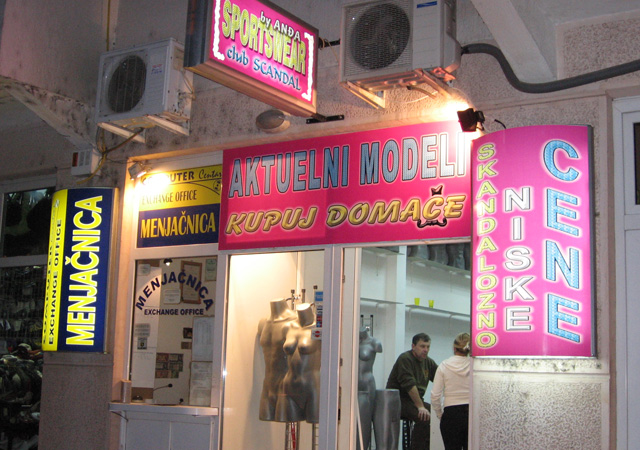 by ANĐA
SPORTSWEAR
club SCANDAL
AKTUELNI MODELI
KUPUJ DOMAĆE
SKANDALOZNO
NISKE
CENE
EXCHANGE OFFICE
MENJAČNICA
EXCHANGE OFFICE
MENJAČNICA
MENJAČNICA
EXCHANGE OFFICE